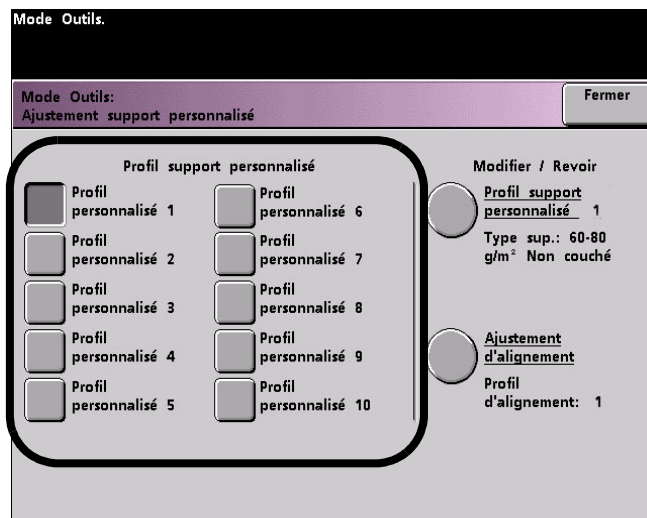 Mode Outils.
Mode Outils:
Ajustement support personnalisé
Fermer
Profil support personnalisé
Profil
personnalisé 1
Profil
personnalisé 2
Profil
personnalisé 3
Profil
personnalisé 4
Profil
personnalisé 5
Profil
personnalisé 6
Profil
personnalisé 7
Profil
personnalisé 8
Profil
personnalisé 9
Profil
personnalisé 10
Modifier / Revoir
Profil support
personnalisé 1
Type sup.: 60-80
g/m² Non couché
Ajustement
d'alignement
Profil
d'alignement: 1